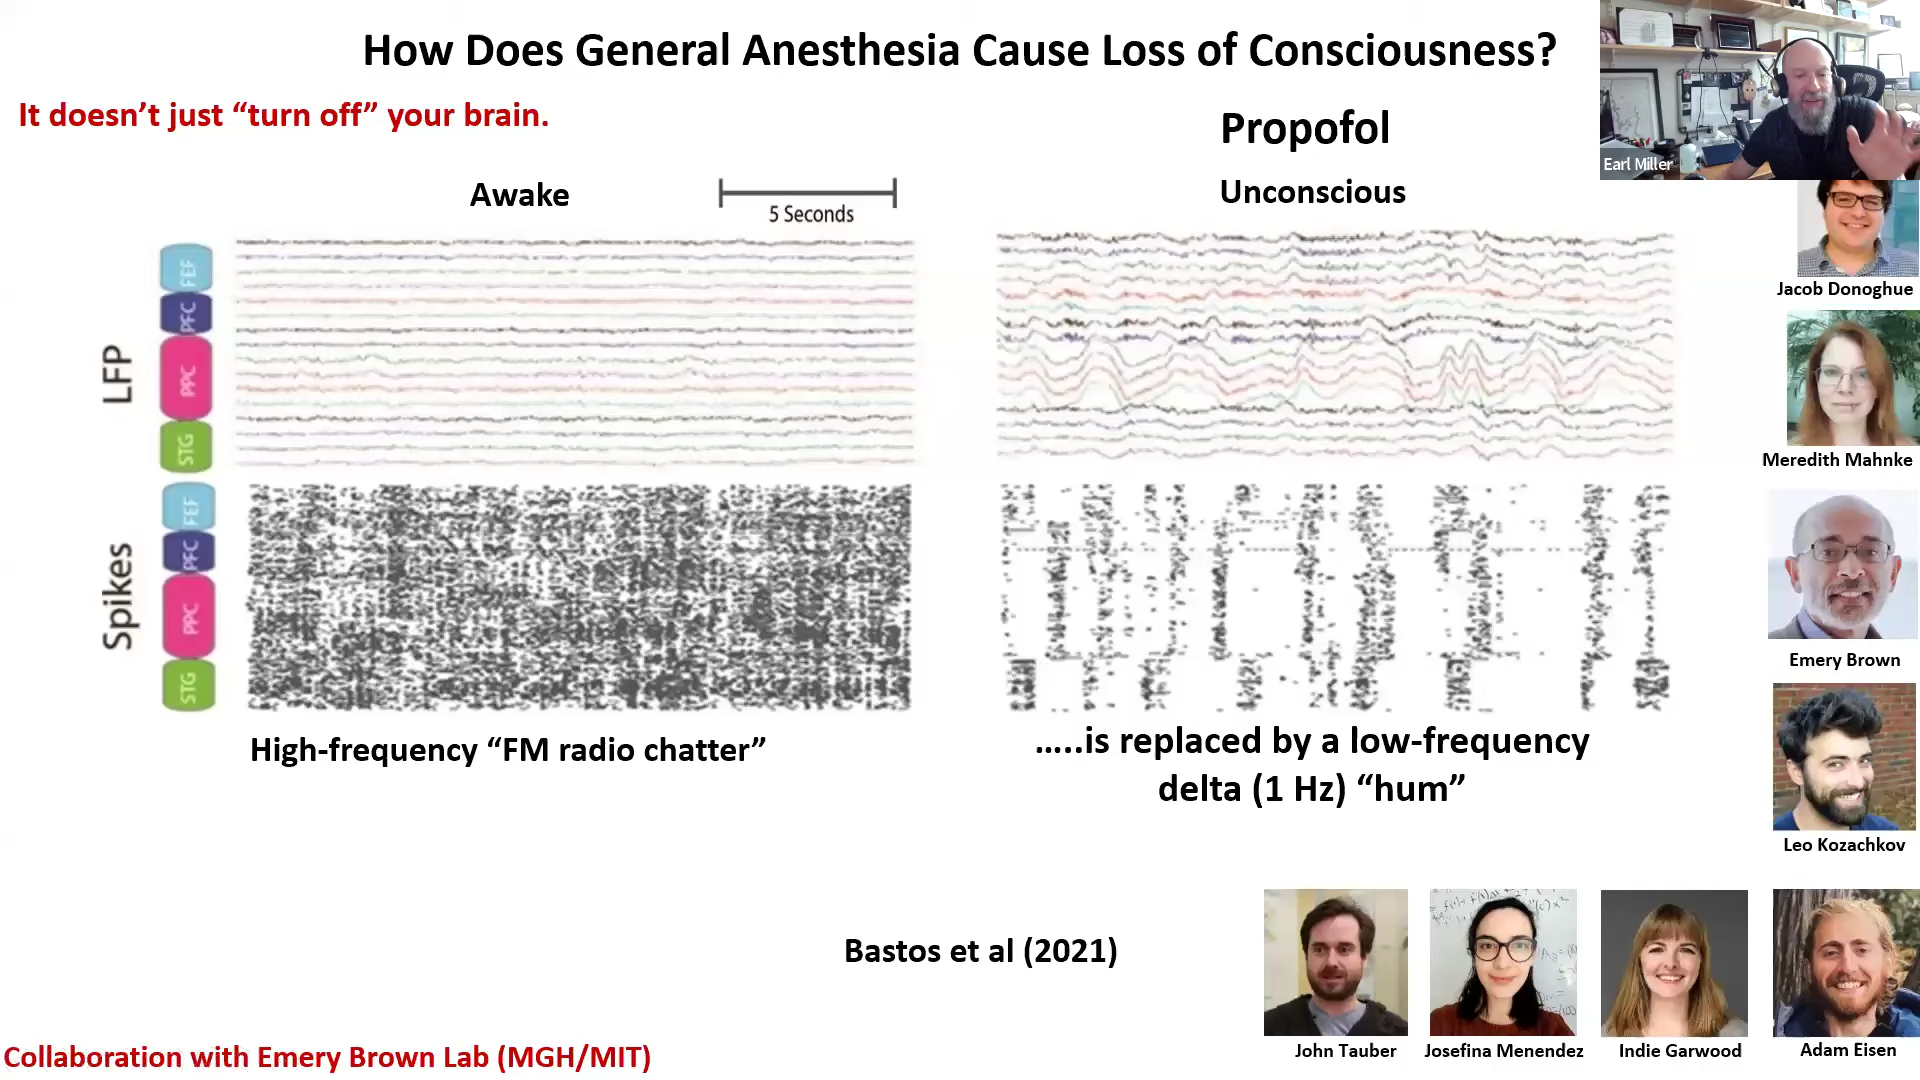 How Does General Anesthesia Cause Loss of Consciousness?
It doesn’t just “turn off” your brain.
Propofol
Earl Miller
Awake
5 Seconds
Unconscious
LFP
FEF
PFC
PPC
STG
Spikes
FEF
PFC
PPC
STG
High-frequency “FM radio chatter”
.....is replaced by a low-frequency
delta (1 Hz) “hum”
Jacob Donoghue
Meredith Mahnke
Emery Brown
Leo Kozachkov
Bastos et al (2021)
John Tauber
Josefina Menendez
Indie Garwood
Adam Eisen
Collaboration with Emery Brown Lab (MGH/MIT)